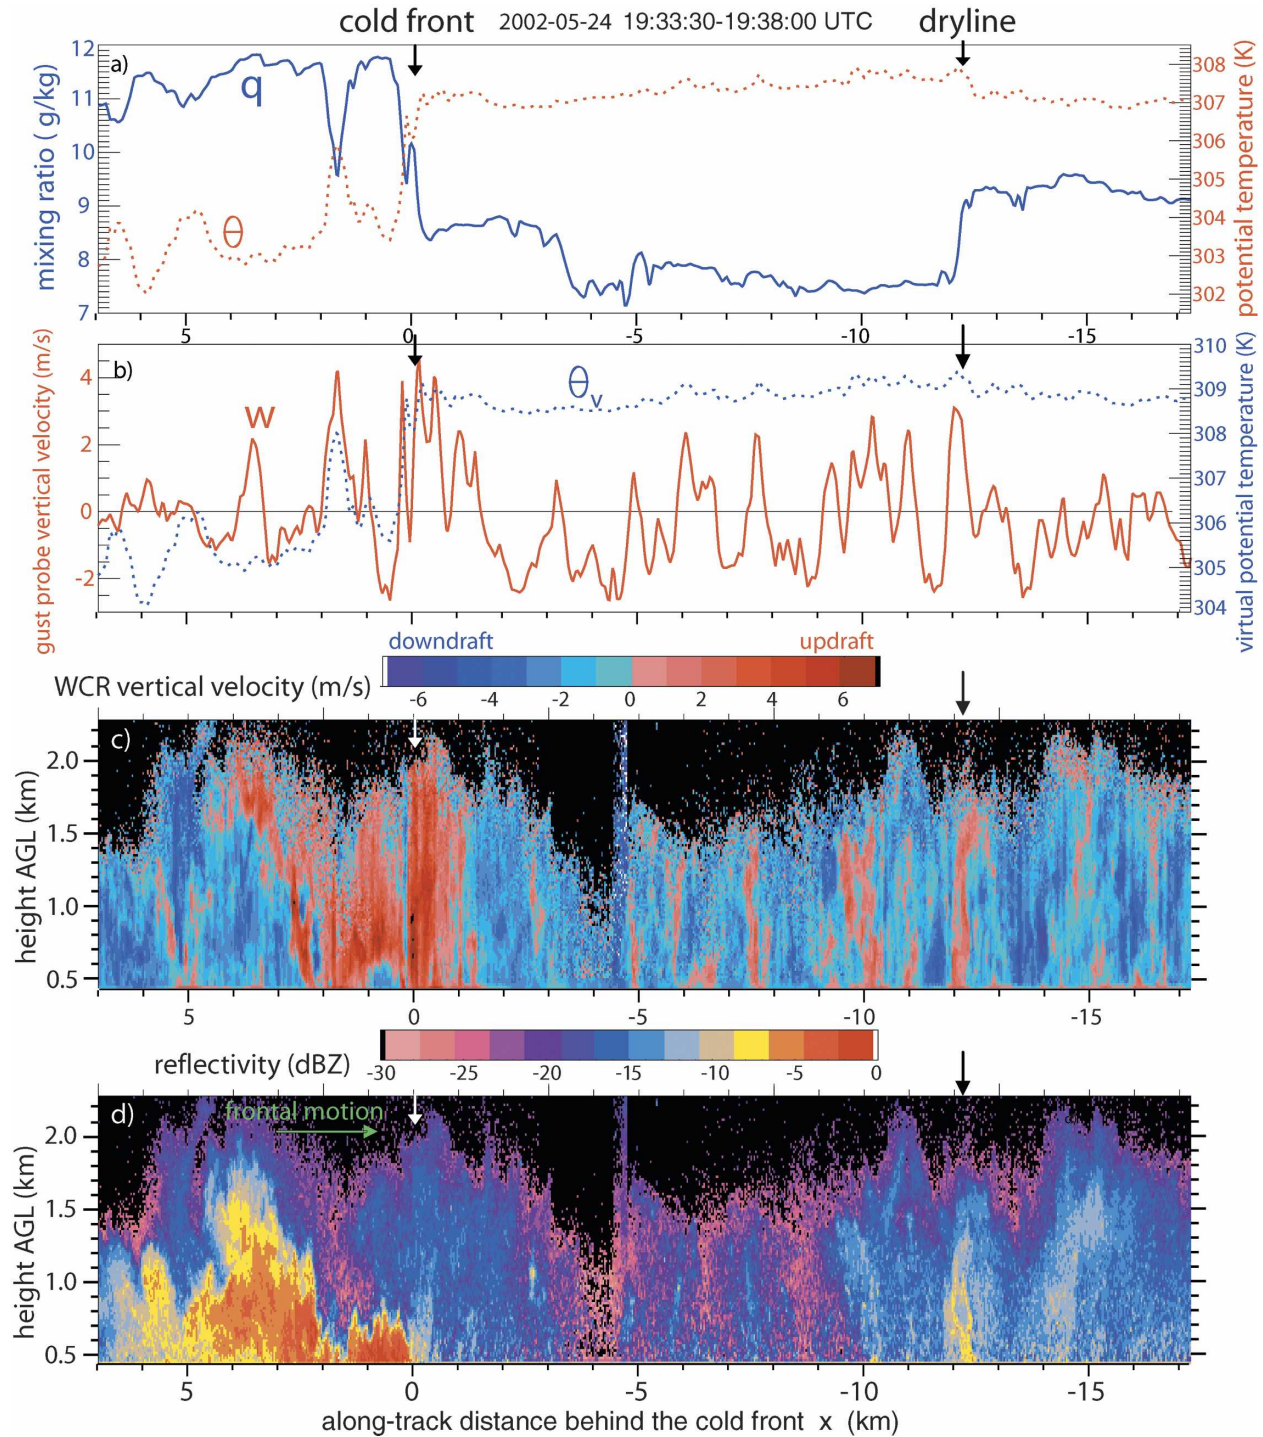 cold front 2002-05-24 19:33:30-19:38:00 UTC dryline
a)
q
θ
mixing ratio ( g/kg)
12
11
10
9
8
7
potential temperature (K)
308
307
306
305
304
303
302
5 0 -5 -10 -15
b)
w
θv
gust probe vertical velocity (m/s)
4
2
0
-2
virtual potential temperature (K)
310
309
308
307
306
305
304
downdraft updraft
WCR vertical velocity (m/s)
-6 -4 -2 0 2 4 6
c)
height AGL (km)
2.0
1.5
1.0
0.5
5 0 -5 -10 -15
reflectivity (dBZ)
-30 -25 -20 -15 -10 -5 0
d)
frontal motion
height AGL (km)
2.0
1.5
1.0
0.5
5 0 -5 -10 -15
along-track distance behind the cold front x (km)